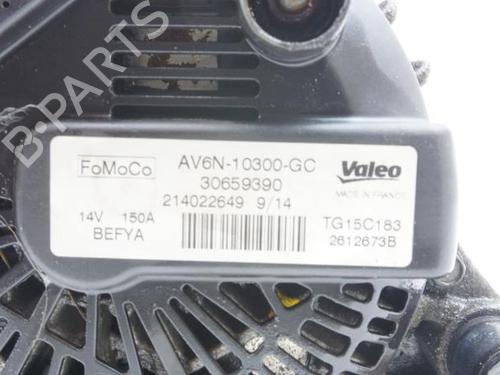 B-PARTS
FoMoCo
AV6N-10300-GC
30659390
214022649 9/14
14V 150A
BEFYA
Valeo
MADE IN FRANCE
TG15C183
2612673B